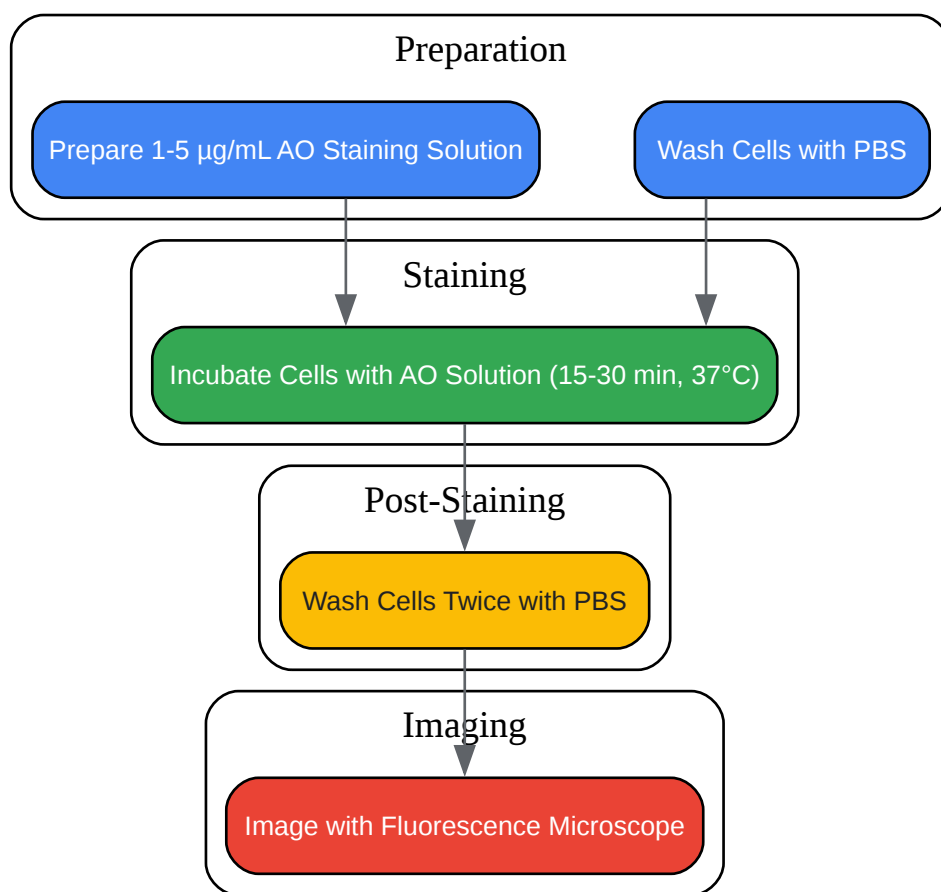 Preparation
Prepare 1-5 µg/mL AO Staining Solution
Wash Cells with PBS
Staining
Incubate Cells with AO Solution (15-30 min, 37°C)
Post-Staining
Wash Cells Twice with PBS
Imaging
Image with Fluorescence Microscope